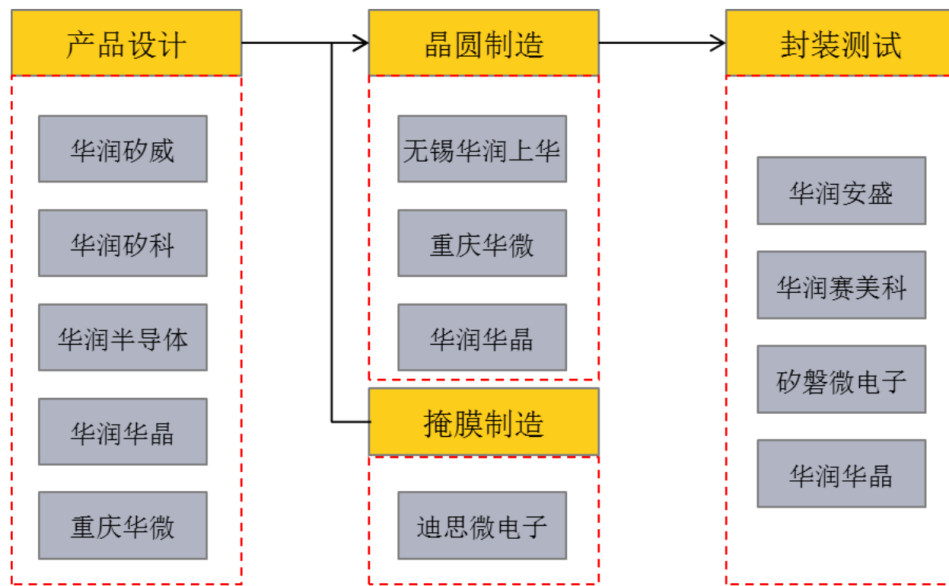 产品设计
华润矽威
华润矽科
华润半导体
华润华晶
重庆华微
晶圆制造
无锡华润上华
重庆华微
华润华晶
掩膜制造
迪思微电子
封装测试
华润安盛
华润赛美科
矽磐微电子
华润华晶